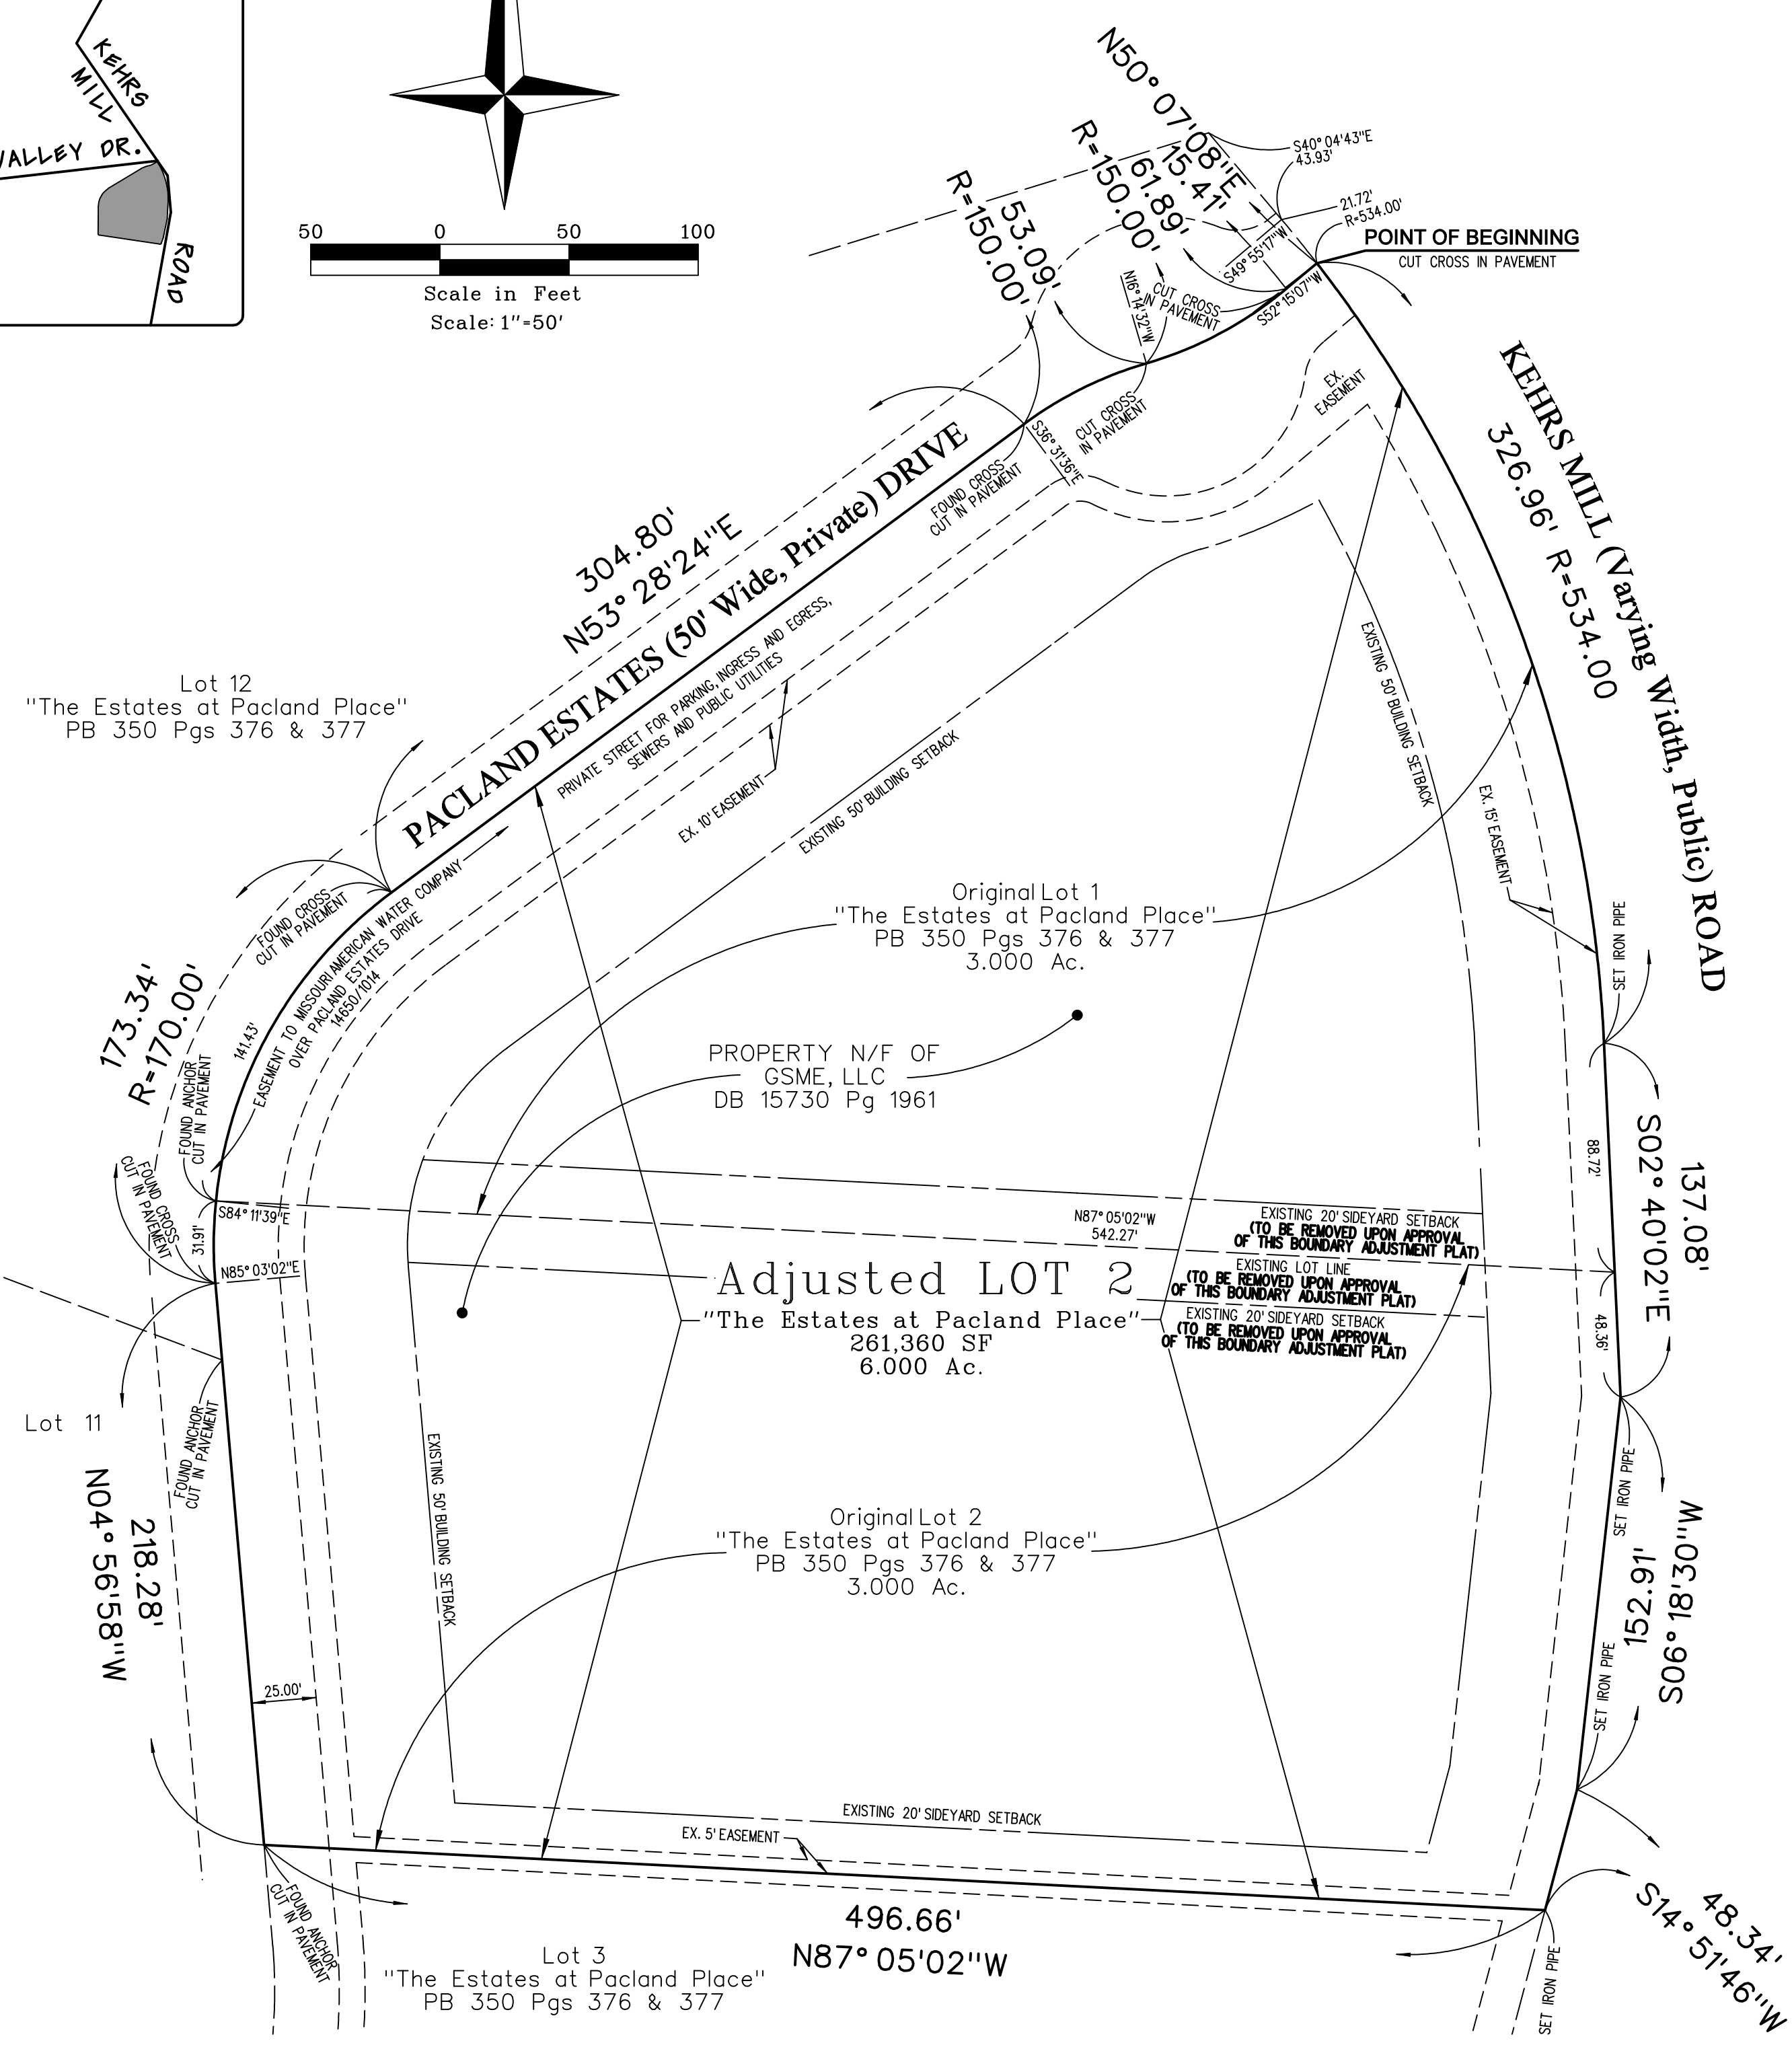 KEHRS
MILL
VALLEY DR.
ROAD
50 0 50 100
Scale in Feet
Scale: 1"=50'
N50° 07'08"E
15.41'
61.89'
R=150.00'
53.09'
R=150.00'
S40° 04'43"E
43.93'
21.72'
R=534.00'
POINT OF BEGINNING
CUT CROSS IN PAVEMENT
S49° 55'17"W
S52° 15'07"W
CUT CROSS
IN PAVEMENT
N16° 14'32"W
CUT CROSS
IN PAVEMENT
S36° 31'36"E
FOUND CROSS
CUT IN PAVEMENT
EX.
EASEMENT
KEHRS MILL (Varying Width, Public) ROAD
326.96' R=534.00
304.80'
N53° 28'24"E
PACLAND ESTATES (50' Wide, Private) DRIVE
PRIVATE STREET FOR PARKING, INGRESS AND EGRESS,
SEWERS AND PUBLIC UTILITIES
EX. 10' EASEMENT
EXISTING 50' BUILDING SETBACK
EXISTING 50' BUILDING SETBACK
EX. 15' EASEMENT
Lot 12
"The Estates at Pacland Place"
PB 350 Pgs 376 & 377
FOUND CROSS
CUT IN PAVEMENT
EASEMENT TO MISSOURI AMERICAN WATER COMPANY
OVER PACLAND ESTATES DRIVE
14650/1014
173.34'
R=170.00'
141.43'
FOUND ANCHOR
CUT IN PAVEMENT
FOUND CROSS
CUT IN PAVEMENT
31.91'
S84° 11'39"E
N85° 03'02"E
Original Lot 1
"The Estates at Pacland Place"
PB 350 Pgs 376 & 377
3.000 Ac.
PROPERTY N/F OF
GSME, LLC
DB 15730 Pg 1961
SET IRON PIPE
88.72'
137.08'
S02° 40'02"E
48.36'
N87° 05'02"W
542.27'
EXISTING 20' SIDEYARD SETBACK
(TO BE REMOVED UPON APPROVAL
OF THIS BOUNDARY ADJUSTMENT PLAT)
EXISTING LOT LINE
(TO BE REMOVED UPON APPROVAL
OF THIS BOUNDARY ADJUSTMENT PLAT)
EXISTING 20' SIDEYARD SETBACK
(TO BE REMOVED UPON APPROVAL
OF THIS BOUNDARY ADJUSTMENT PLAT)
Adjusted LOT 2
"The Estates at Pacland Place"
261,360 SF
6.000 Ac.
Lot 11
FOUND ANCHOR
CUT IN PAVEMENT
218.28'
N04° 56'58"W
EXISTING 50' BUILDING SETBACK
25.00'
Original Lot 2
"The Estates at Pacland Place"
PB 350 Pgs 376 & 377
3.000 Ac.
SET IRON PIPE
152.91'
S06° 18'30"W
SET IRON PIPE
EXISTING 20' SIDEYARD SETBACK
EX. 5' EASEMENT
FOUND ANCHOR
CUT IN PAVEMENT
496.66'
N87° 05'02"W
48.34'
S14° 51'46"W
SET IRON PIPE
Lot 3
"The Estates at Pacland Place"
PB 350 Pgs 376 & 377